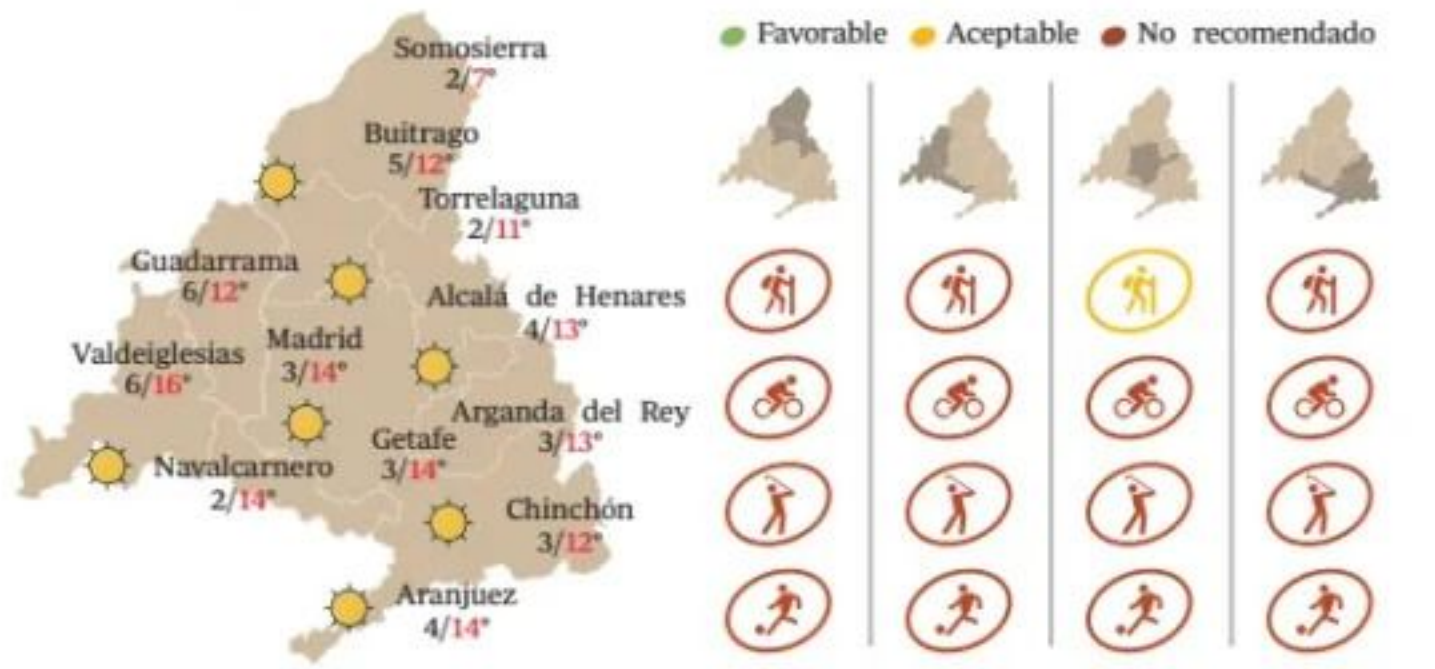 Somosierra
2/7°
Buitrago
5/12°
Torrelaguna
2/11°
Guadarrama
6/12°
Alcalá de Henares
4/13°
Madrid
3/14°
Valdeiglesias
6/16°
Arganda del Rey
3/13°
Getafe
3/14°
Navalcarnero
2/14°
Chinchón
3/12°
Aranjuez
4/14°
Favorable Aceptable No recomendado